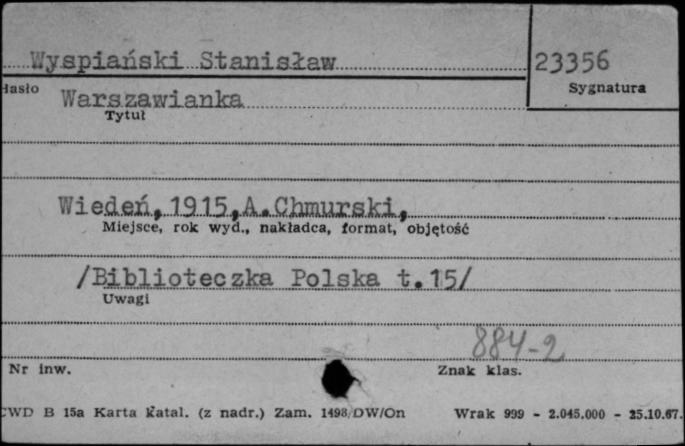 Wyspiański Stanisław 23356
Hasło Sygnatura
Warszawianka
Tytuł
Wiedeń, 1915, A. Chmurski,
Miejsce, rok wyd., nakładca, format, objętość
/Biblioteczka Polska t. 15/
Uwagi
884-2
Nr inw. Znak klas.
CWD B 15a Karta katal. (z nadr.) Zam. 1498/DW/On Wrak 999 - 2.045.000 - 25.10.67.